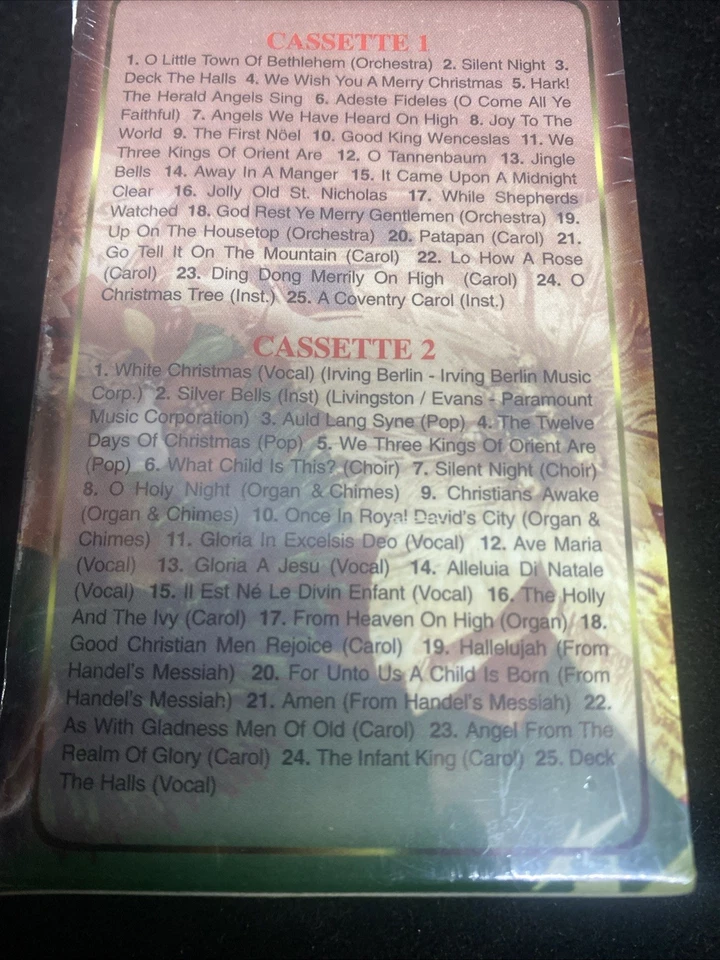 CASSETTE 1
1. O Little Town Of Bethlehem (Orchestra) 2. Silent Night 3.
Deck The Halls 4. We Wish You A Merry Christmas 5. Hark!
The Herald Angels Sing 6. Adeste Fideles (O Come All Ye
Faithful) 7. Angels We Have Heard On High 8. Joy To The
World 9. The First Nöel 10. Good King Wenceslas 11. We
Three Kings Of Orient Are 12. O Tannenbaum 13. Jingle
Bells 14. Away In A Manger 15. It Came Upon A Midnight
Clear 16. Jolly Old St. Nicholas 17. While Shepherds
Watched 18. God Rest Ye Merry Gentlemen (Orchestra) 19.
Up On The Housetop (Orchestra) 20. Patapan (Carol) 21.
Go Tell It On The Mountain (Carol) 22. Lo How A Rose
(Carol) 23. Ding Dong Merrily On High (Carol) 24. O
Christmas Tree (Inst.) 25. A Coventry Carol (Inst.)
CASSETTE 2
1. White Christmas (Vocal) (Irving Berlin - Irving Berlin Music
Corp.) 2. Silver Bells (Inst) (Livingston / Evans - Paramount
Music Corporation) 3. Auld Lang Syne (Pop) 4. The Twelve
Days Of Christmas (Pop) 5. We Three Kings Of Orient Are
(Pop) 6. What Child Is This? (Choir) 7. Silent Night (Choir)
8. O Holy Night (Organ & Chimes) 9. Christians Awake
(Organ & Chimes) 10. Once In Royal David's City (Organ &
Chimes) 11. Gloria In Excelsis Deo (Vocal) 12. Ave Maria
(Vocal) 13. Gloria A Jesu (Vocal) 14. Alleluia Di Natale
(Vocal) 15. Il Est Né Le Divin Enfant (Vocal) 16. The Holly
And The Ivy (Carol) 17. From Heaven On High (Organ) 18.
Good Christian Men Rejoice (Carol) 19. Hallelujah (From
Handel's Messiah) 20. For Unto Us A Child Is Born (From
Handel's Messiah) 21. Amen (From Handel's Messiah) 22.
As With Gladness Men Of Old (Carol) 23. Angel From The
Realm Of Glory (Carol) 24. The Infant King (Carol) 25. Deck
The Halls (Vocal)